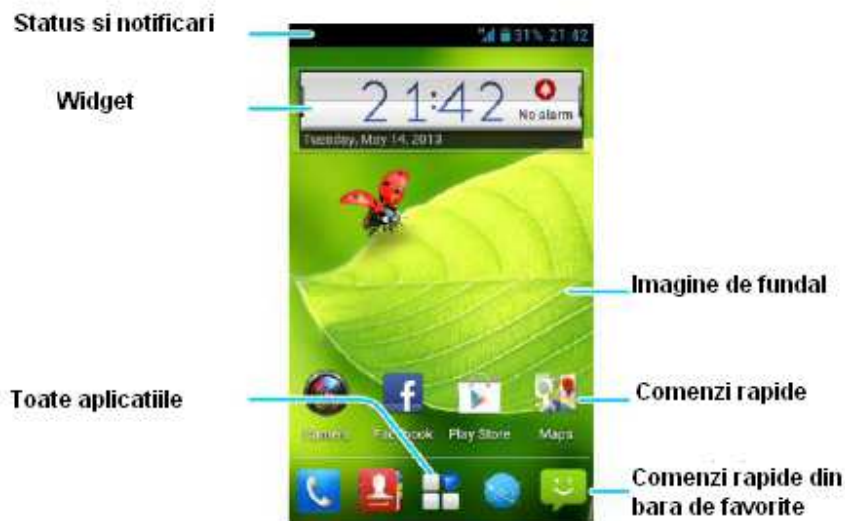 Status si notificari
31% 21:42
Widget
21:42
No alarm
Tuesday, May 14, 2013
Imagine de fundal
Toate aplicatiile
Comenzi rapide
Camera Facebook Play Store Maps
Comenzi rapide din
bara de favorite